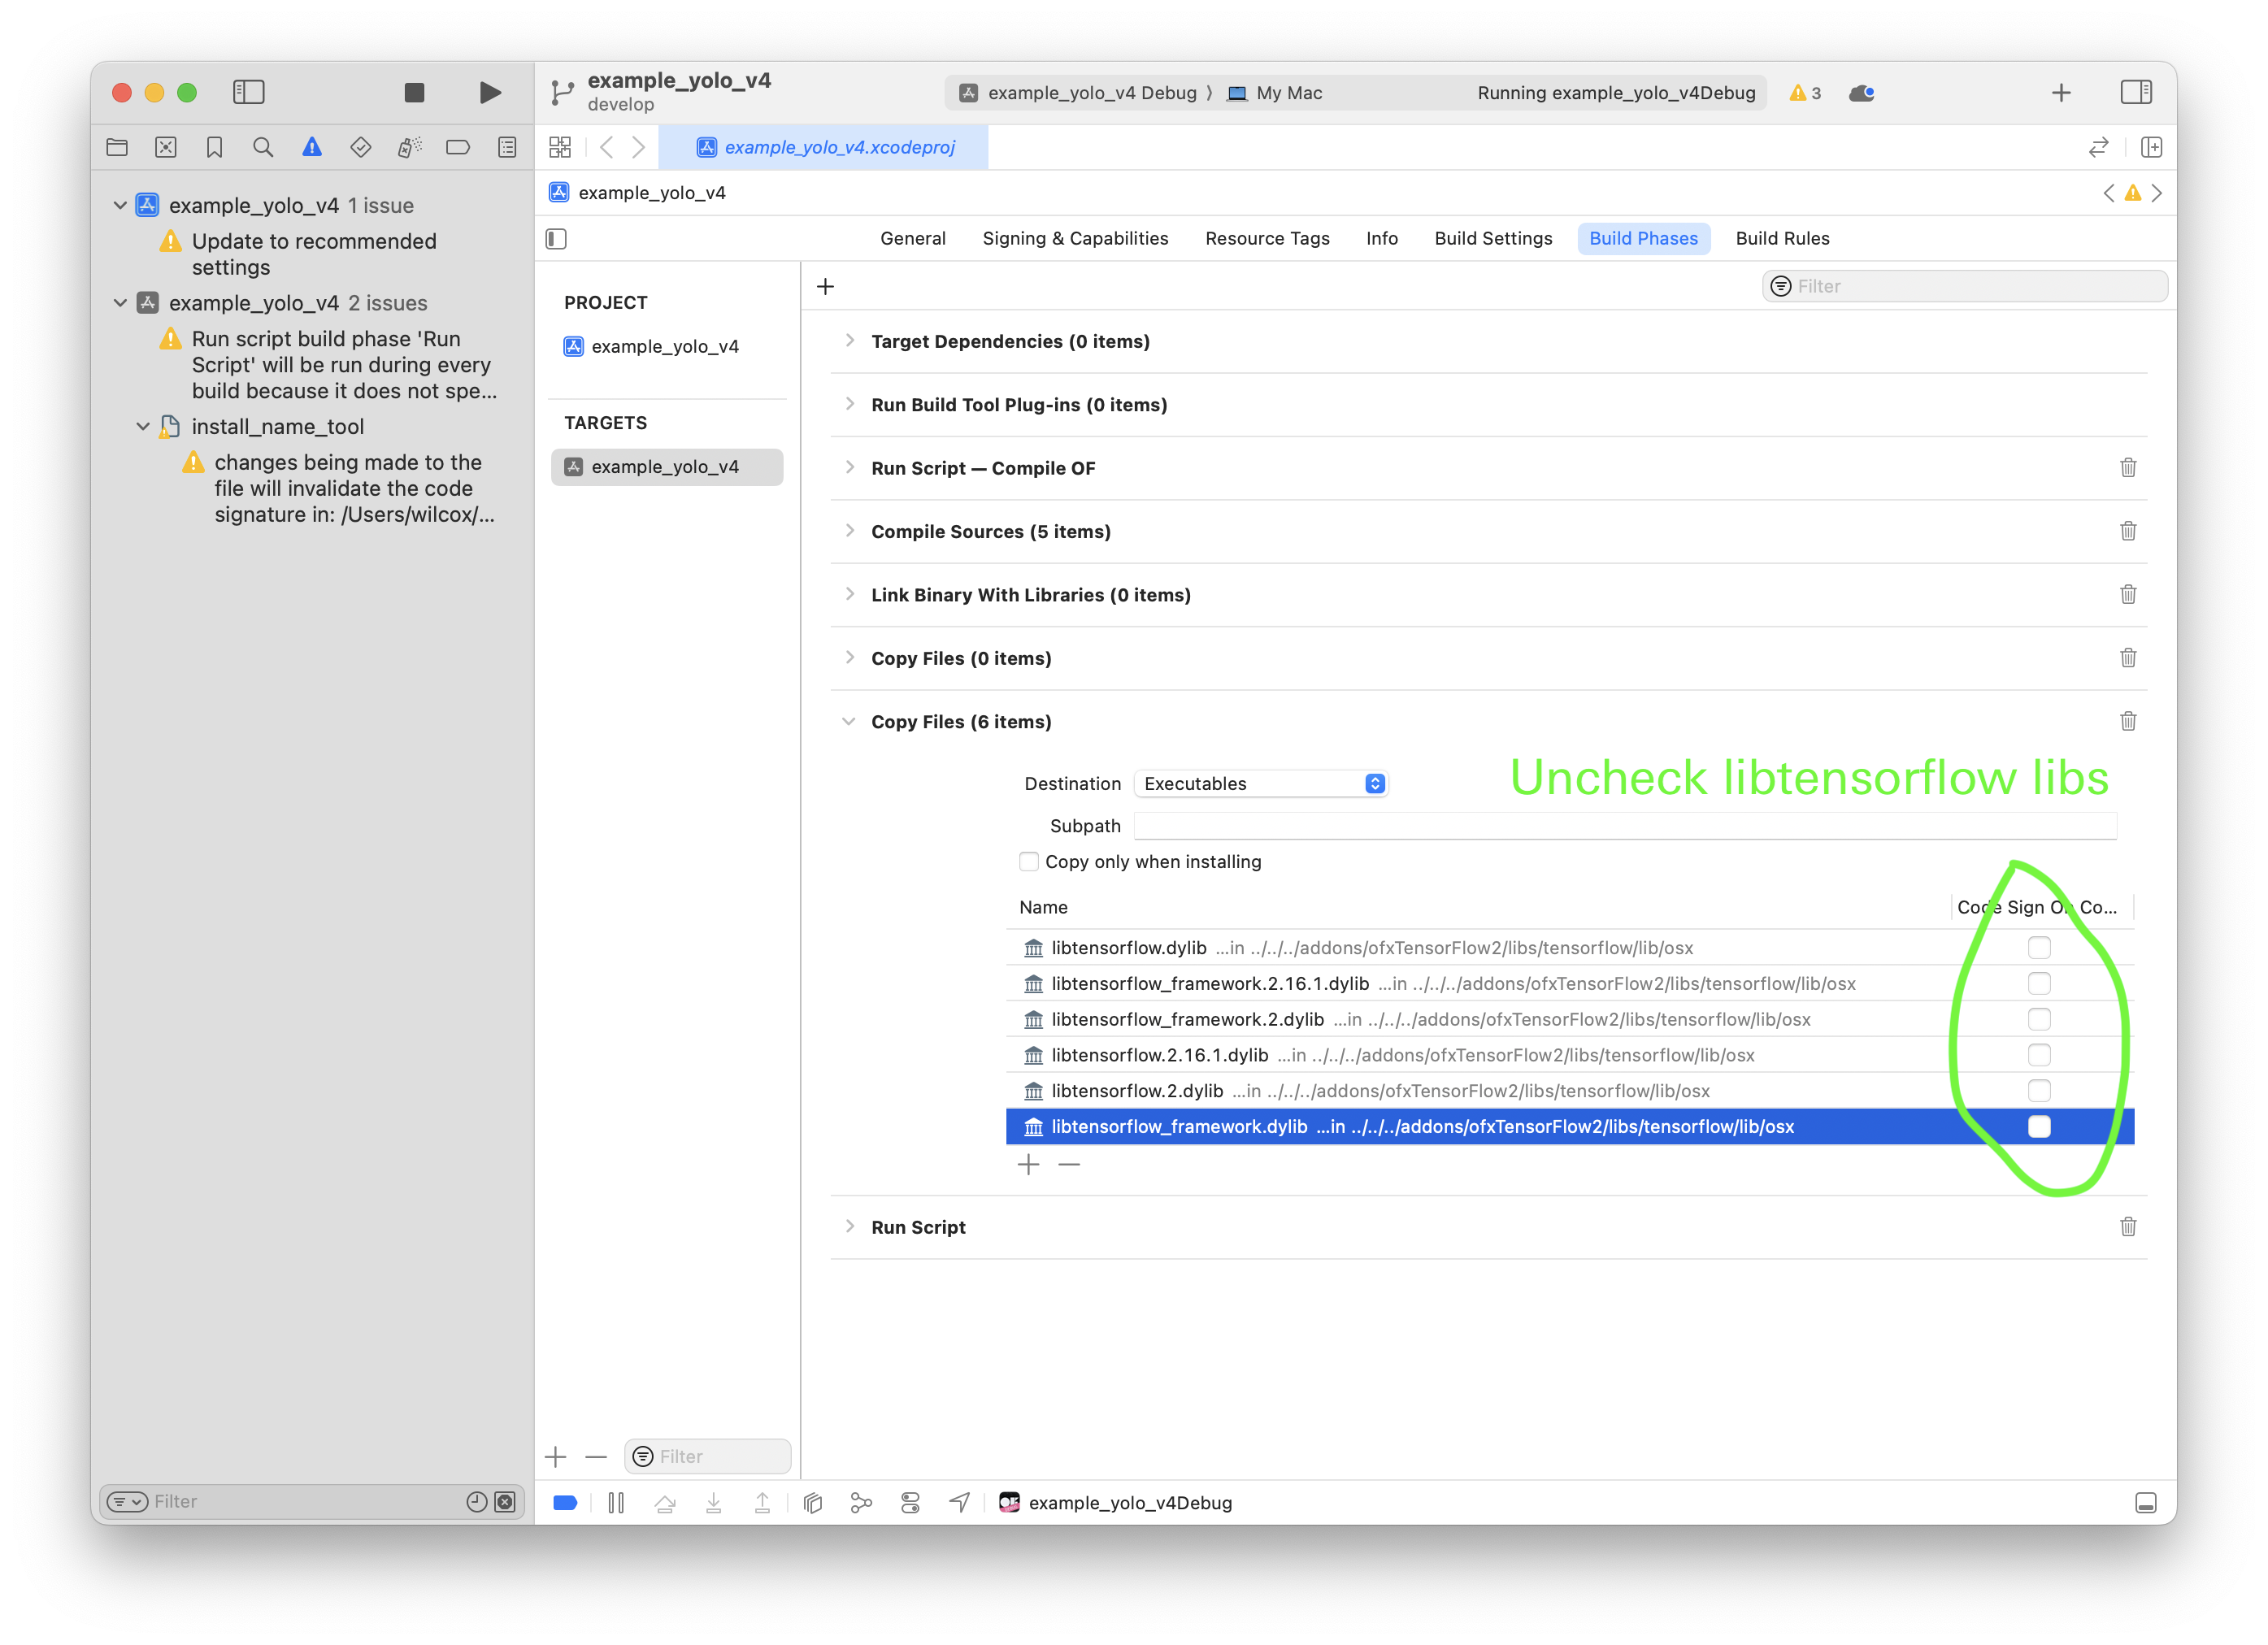 example_yolo_v4
develop
example_yolo_v4 Debug 〉 My Mac
Running example_yolo_v4Debug
3
example_yolo_v4.xcodeproj
example_yolo_v4
General Signing & Capabilities Resource Tags Info Build Settings Build Phases Build Rules
example_yolo_v4 1 issue
Update to recommended
settings
example_yolo_v4 2 issues
Run script build phase 'Run
Script' will be run during every
build because it does not spe...
install_name_tool
changes being made to the
file will invalidate the code
signature in: /Users/wilcox/...
Filter
PROJECT
example_yolo_v4
TARGETS
example_yolo_v4
Filter
Filter
Target Dependencies (0 items)
Run Build Tool Plug-ins (0 items)
Run Script — Compile OF
Compile Sources (5 items)
Link Binary With Libraries (0 items)
Copy Files (0 items)
Copy Files (6 items)
Uncheck libtensorflow libs
Destination Executables
Subpath
Copy only when installing
Name Code Sign On Co...
libtensorflow.dylib ...in ../../../addons/ofxTensorFlow2/libs/tensorflow/lib/osx
libtensorflow_framework.2.16.1.dylib ...in ../../../addons/ofxTensorFlow2/libs/tensorflow/lib/osx
libtensorflow_framework.2.dylib ...in ../../../addons/ofxTensorFlow2/libs/tensorflow/lib/osx
libtensorflow.2.16.1.dylib ...in ../../../addons/ofxTensorFlow2/libs/tensorflow/lib/osx
libtensorflow.2.dylib ...in ../../../addons/ofxTensorFlow2/libs/tensorflow/lib/osx
libtensorflow_framework.dylib ...in ../../../addons/ofxTensorFlow2/libs/tensorflow/lib/osx
Run Script
example_yolo_v4Debug